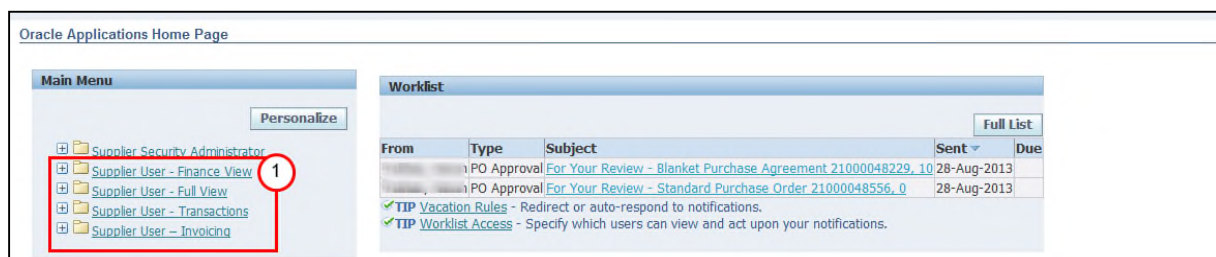 Oracle Applications Home Page
Main Menu
Personalize
Supplier Security Administrator
Supplier User - Finance View
1
Supplier User - Full View
Supplier User - Transactions
Supplier User – Invoicing
Worklist
Full List
From Type Subject Sent Due
PO Approval For Your Review - Blanket Purchase Agreement 21000048229, 10 28-Aug-2013
PO Approval For Your Review - Standard Purchase Order 21000048556, 0 28-Aug-2013
TIP Vacation Rules - Redirect or auto-respond to notifications.
TIP Worklist Access - Specify which users can view and act upon your notifications.